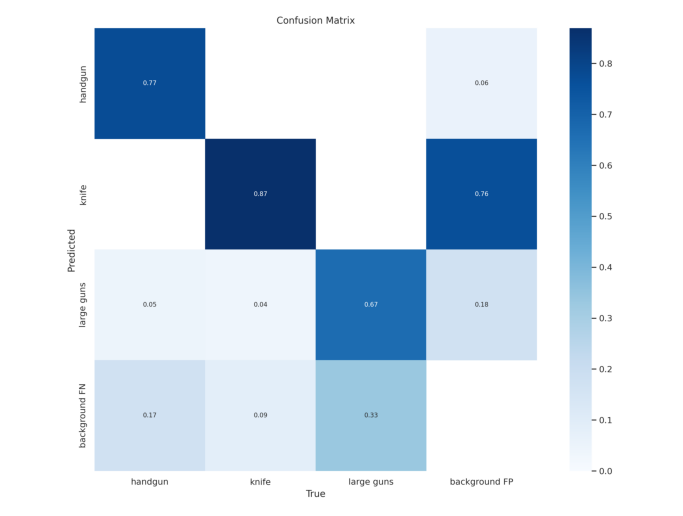 Confusion Matrix
handgun
0.77
0.06
knife
0.87
0.76
large guns
0.05
0.04
0.67
0.18
background FN
0.17
0.09
0.33
Predicted
handgun
knife
large guns
background FP
True
0.8
0.7
0.6
0.5
0.4
0.3
0.2
0.1
0.0